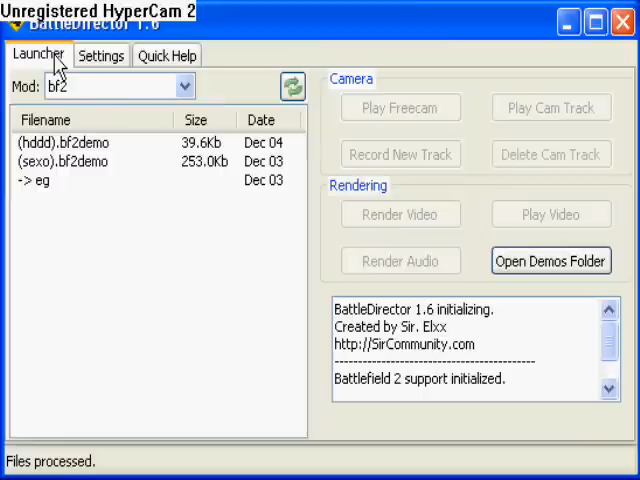 Unregistered HyperCam 2
BattleDirector 1.6
Launcher Settings Quick Help
Mod: bf2
Filename Size Date
(hddd).bf2demo 39.6Kb Dec 04
(sexo).bf2demo 253.0Kb Dec 03
-> eg Dec 03
Camera
Play Freecam Play Cam Track
Record New Track Delete Cam Track
Rendering
Render Video Play Video
Render Audio Open Demos Folder
BattleDirector 1.6 initializing.
Created by Sir. Elxx
http://SirCommunity.com
--------------------------------------------
Battlefield 2 support initialized.
Files processed.